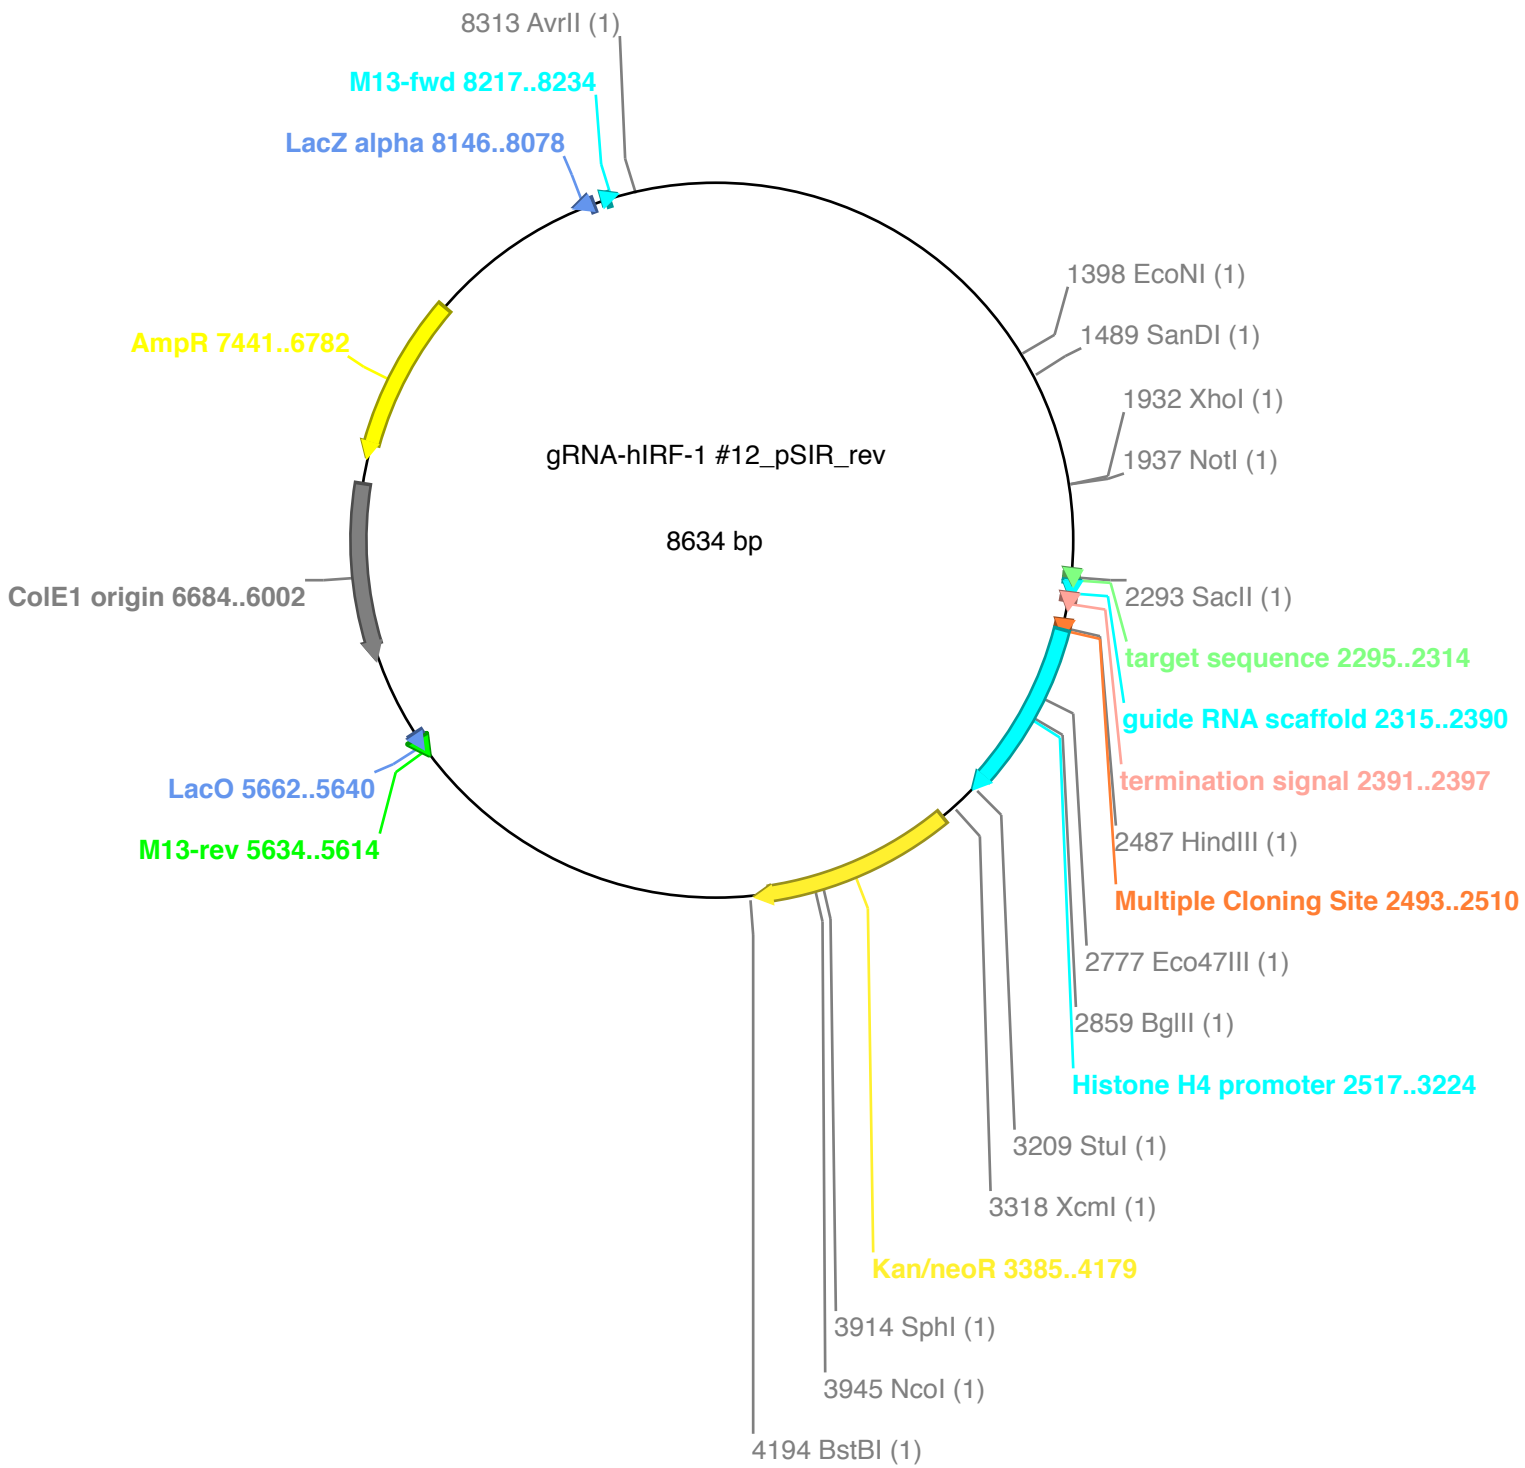 8313 AvrII (1)
M13-fwd 8217..8234
LacZ alpha 8146..8078
1398 EcoNI (1)
1489 SanDI (1)
AmpR 7441..6782
1932 XhoI (1)
gRNA-hIRF-1 #12_pSIR_rev
1937 NotI (1)
8634 bp
ColE1 origin 6684..6002
2293 SacII (1)
target sequence 2295..2314
guide RNA scaffold 2315..2390
termination signal 2391..2397
LacO 5662..5640
2487 HindIII (1)
M13-rev 5634..5614
Multiple Cloning Site 2493..2510
2777 Eco47III (1)
2859 BglII (1)
Histone H4 promoter 2517..3224
3209 StuI (1)
3318 XcmI (1)
Kan/neoR 3385..4179
3914 SphI (1)
3945 NcoI (1)
4194 BstBI (1)